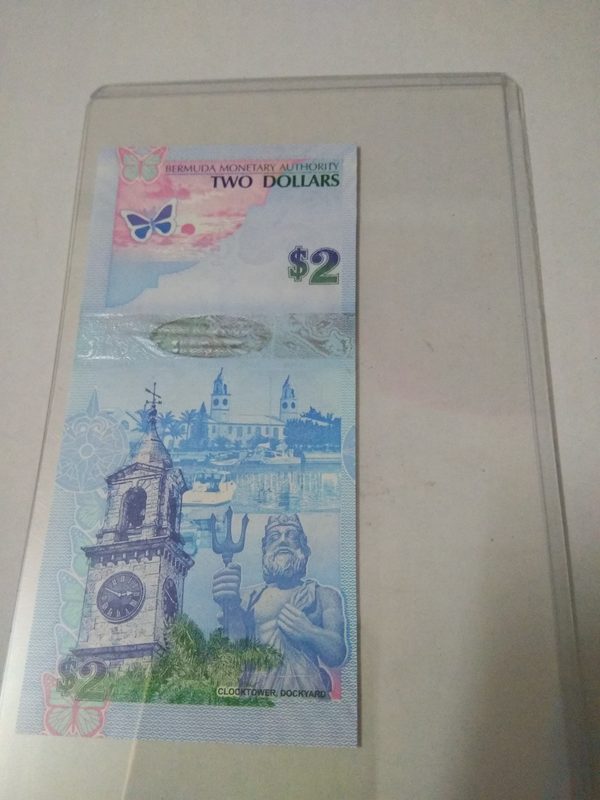 BERMUDA MONETARY AUTHORITY
TWO DOLLARS
$2
$2
CLOCKTOWER, DOCKYARD